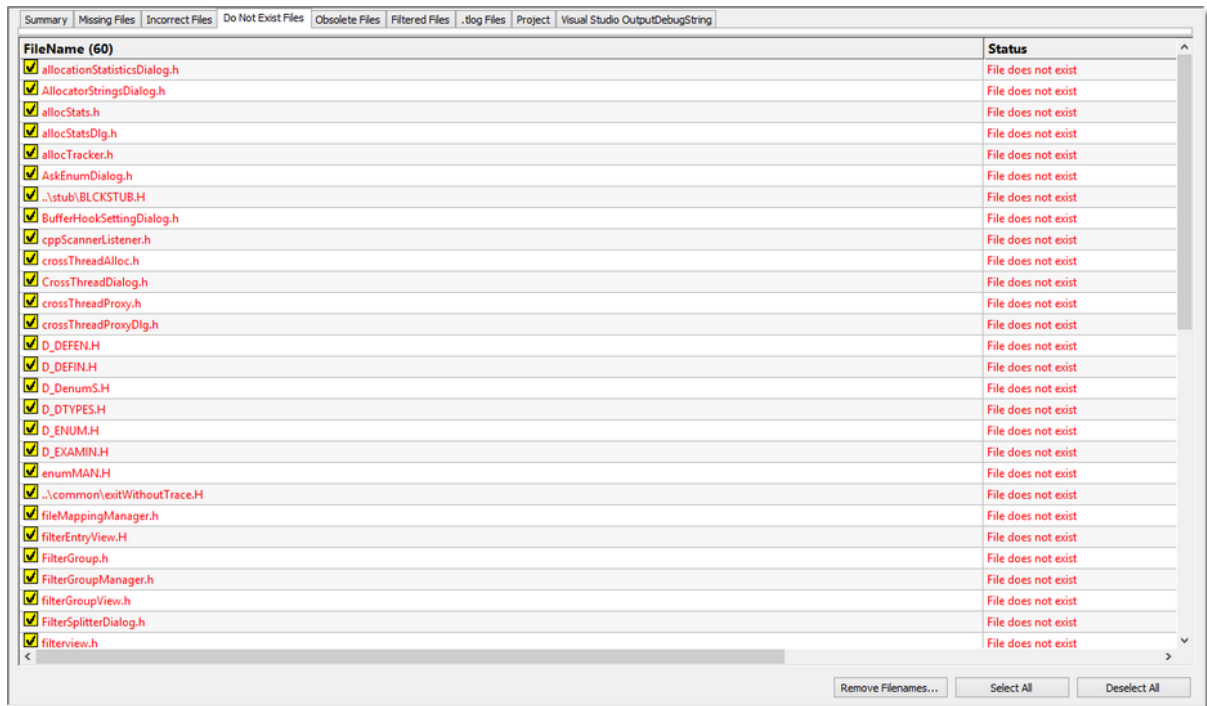 Summary Missing Files Incorrect Files Do Not Exist Files Obsolete Files Filtered Files .tlog Files Project Visual Studio OutputDebugString
FileName (60) Status
allocationStatisticsDialog.h File does not exist
AllocatorStringsDialog.h File does not exist
allocStats.h File does not exist
allocStatsDlg.h File does not exist
allocTracker.h File does not exist
AskEnumDialog.h File does not exist
..\stub\BLCKSTUB.H File does not exist
BufferHookSettingDialog.h File does not exist
cppScannerListener.h File does not exist
crossThreadAlloc.h File does not exist
CrossThreadDialog.h File does not exist
crossThreadProxy.h File does not exist
crossThreadProxyDlg.h File does not exist
D_DEFEN.H File does not exist
D_DEFIN.H File does not exist
D_DenumS.H File does not exist
D_DTYPES.H File does not exist
D_ENUM.H File does not exist
D_EXAMIN.H File does not exist
enumMAN.H File does not exist
..\common\exitWithoutTrace.H File does not exist
fileMappingManager.h File does not exist
filterEntryView.H File does not exist
FilterGroup.h File does not exist
FilterGroupManager.h File does not exist
filterGroupView.h File does not exist
FilterSplitterDialog.h File does not exist
filterview.h File does not exist
Remove Filenames... Select All Deselect All